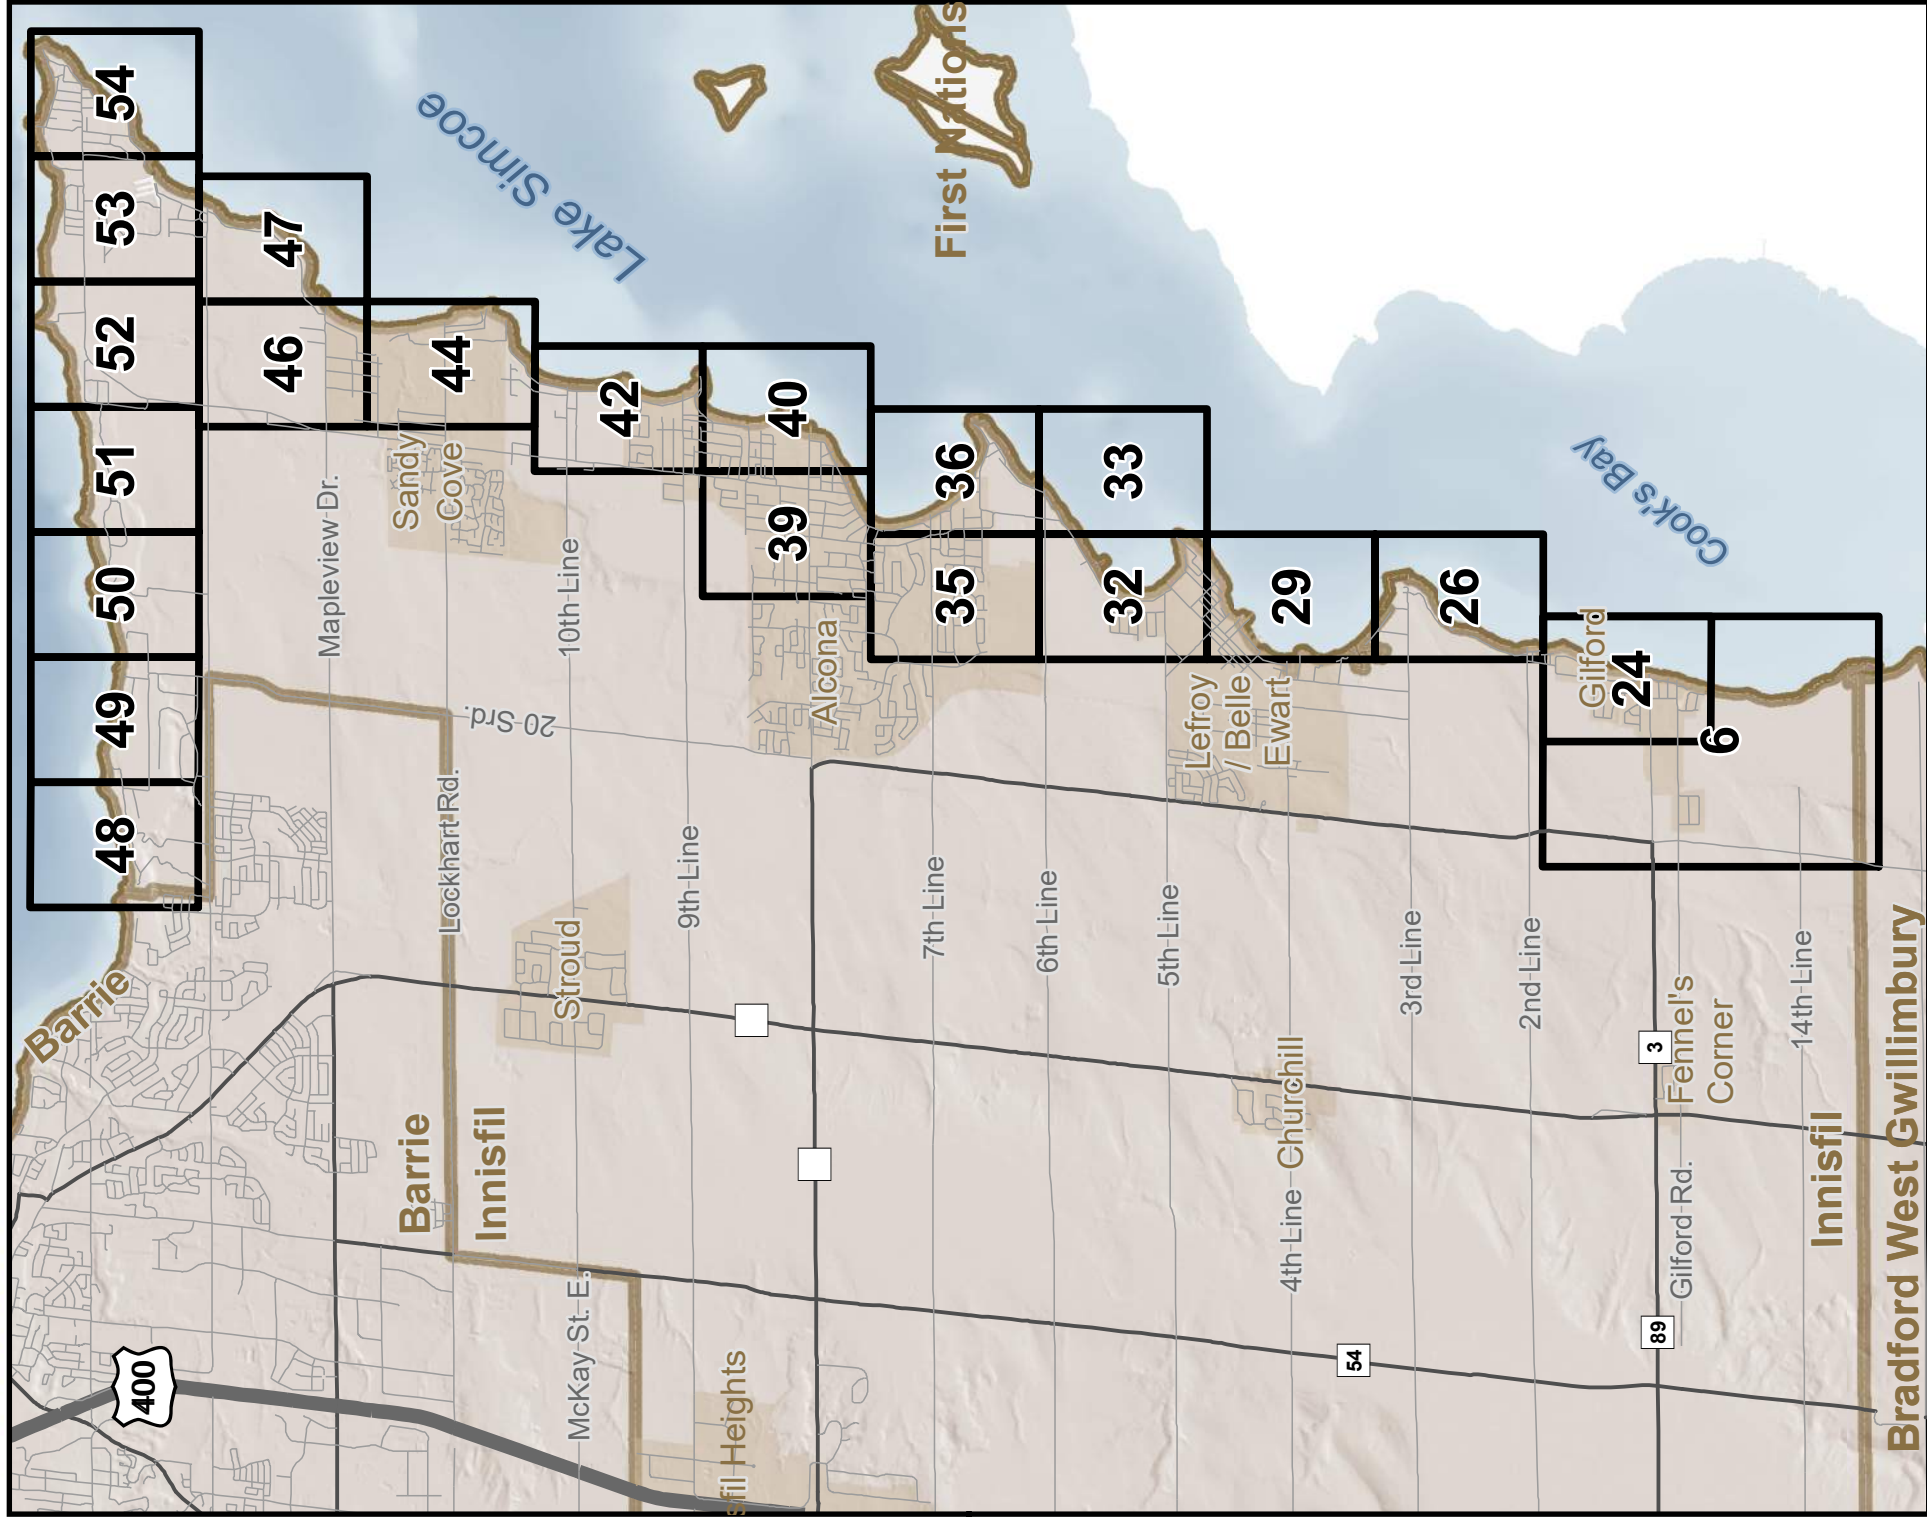 54
53
52
51
50
49
48
47
46
44
42
40
39
36
35
33
32
29
26
24
6
Lake Simcoe
First Nations
Cook's Bay
Barrie
Mapleview Dr.
Sandy
Cove
10th Line
20 Srd.
Lockhart Rd.
Stroud
9th Line
Alcona
7th Line
6th Line
5th Line
Lefroy
/ Belle
Ewart
Gilford
Barrie
Innisfil
McKay St. E.
400
sfil Heights
4th Line
Churchill
3rd Line
2nd Line
3
Fennel's
Corner
14th Line
Gilford Rd.
89
54
Innisfil
Bradford West Gwillimbury